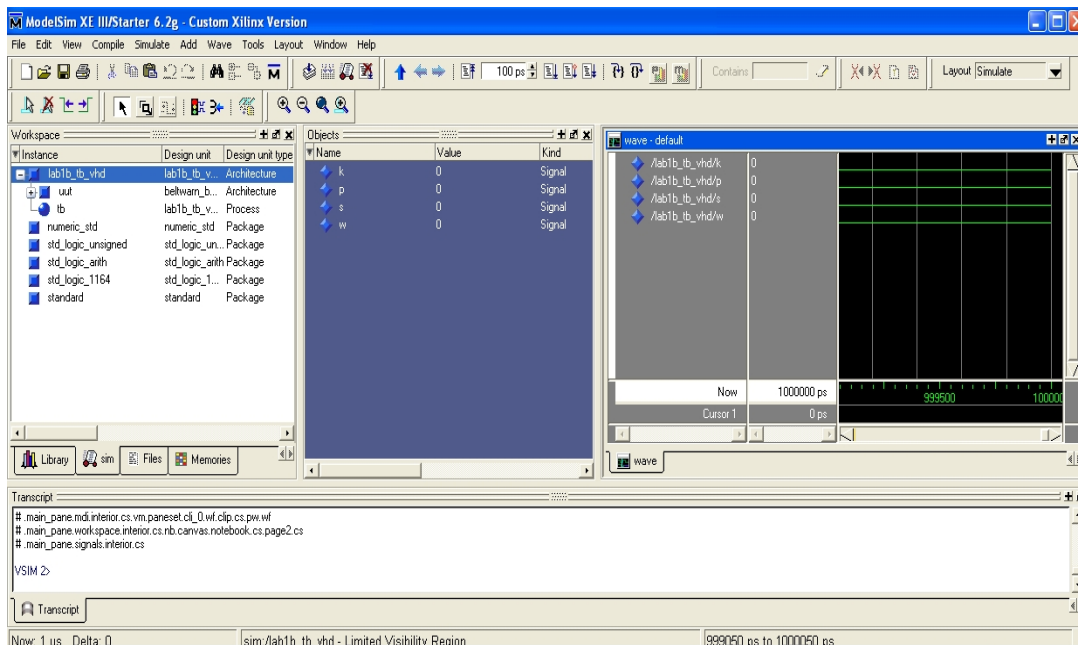 ModelSim XE III/Starter 6.2g - Custom Xilinx Version
File Edit View Compile Simulate Add Wave Tools Layout Window Help
100 ps Contains Layout Simulate
Workspace
Instance Design unit Design unit type
lab1b_tb_vhd lab1b_tb_v... Architecture
uut beltwarn_b... Architecture
tb lab1b_tb_v... Process
numeric_std numeric_std Package
std_logic_unsigned std_logic_un... Package
std_logic_arith std_logic_arith Package
std_logic_1164 std_logic_1... Package
standard standard Package
Library sim Files Memories
Objects
Name Value Kind
k 0 Signal
p 0 Signal
s 0 Signal
w 0 Signal
wave - default
/lab1b_tb_vhd/k 0
/lab1b_tb_vhd/p 0
/lab1b_tb_vhd/s 0
/lab1b_tb_vhd/w 0
Now 1000000 ps 999500 100000
Cursor 1 0 ps
wave
Transcript
# .main_pane.mdi.interior.cs.vm.paneset.cli_0.wf.clip.cs.pw.wf
# .main_pane.workspace.interior.cs.nb.canvas.notebook.cs.page2.cs
# .main_pane.signals.interior.cs
VSIM 2>
Transcript
Now: 1 us Delta: 0 sim:/lab1b_tb_vhd - Limited Visibility Region 999050 ps to 1000050 ps